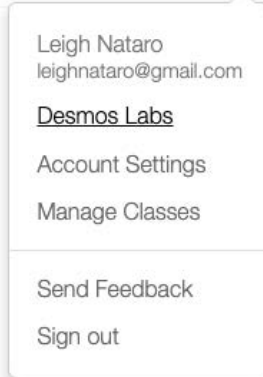 Leigh Nataro
leighnataro@gmail.com
Desmos Labs
Account Settings
Manage Classes
Send Feedback
Sign out